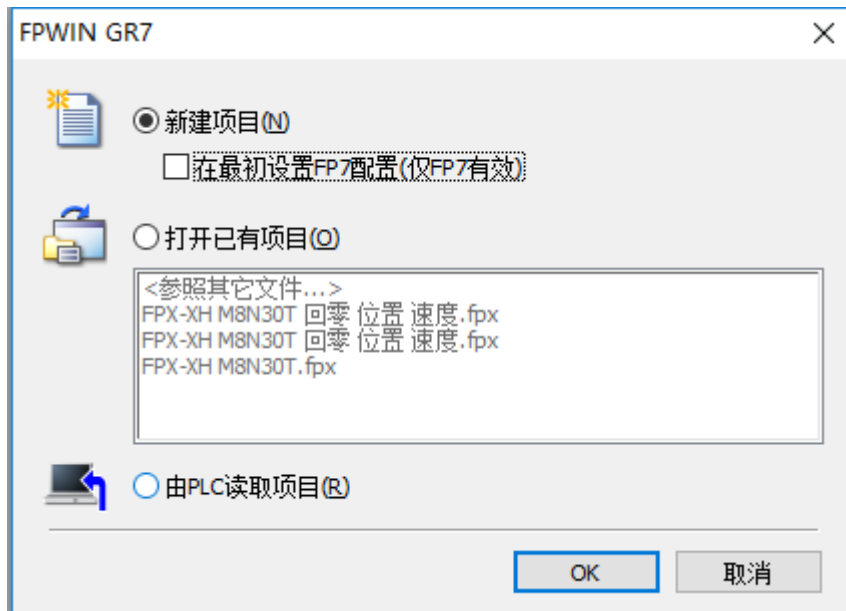 FPWIN GR7
新建项目(N)
在最初设置FP7配置(仅FP7有效)
打开已有项目(O)
<参照其它文件...>
FPX-XH M8N30T 回零 位置 速度.fpx
FPX-XH M8N30T 回零 位置 速度.fpx
FPX-XH M8N30T.fpx
由PLC读取项目(R)
OK
取消